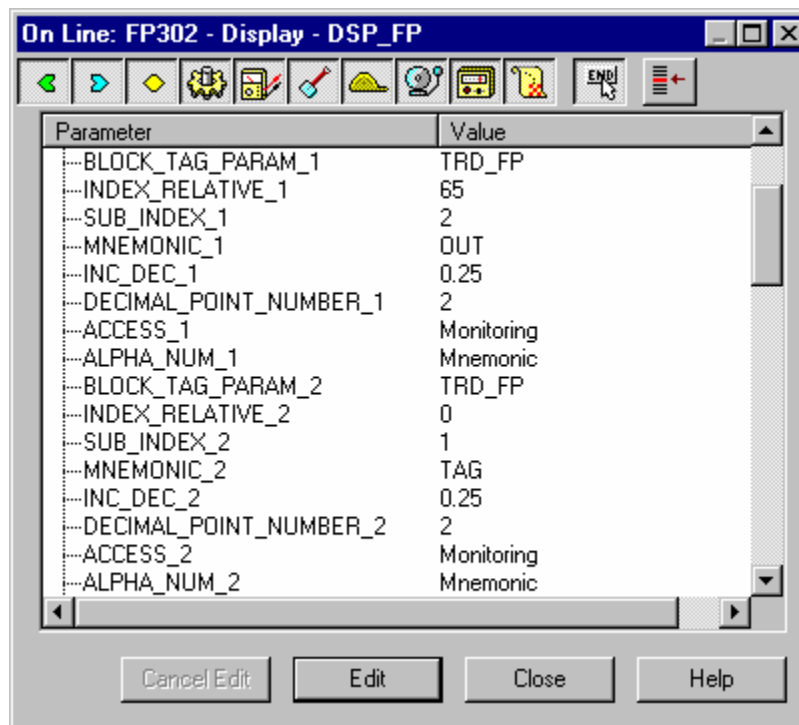 On Line: FP302 - Display - DSP_FP
END
Parameter Value
BLOCK_TAG_PARAM_1 TRD_FP
INDEX_RELATIVE_1 65
SUB_INDEX_1 2
MNEMONIC_1 OUT
INC_DEC_1 0.25
DECIMAL_POINT_NUMBER_1 2
ACCESS_1 Monitoring
ALPHA_NUM_1 Mnemonic
BLOCK_TAG_PARAM_2 TRD_FP
INDEX_RELATIVE_2 0
SUB_INDEX_2 1
MNEMONIC_2 TAG
INC_DEC_2 0.25
DECIMAL_POINT_NUMBER_2 2
ACCESS_2 Monitoring
ALPHA_NUM_2 Mnemonic
Cancel Edit Edit Close Help